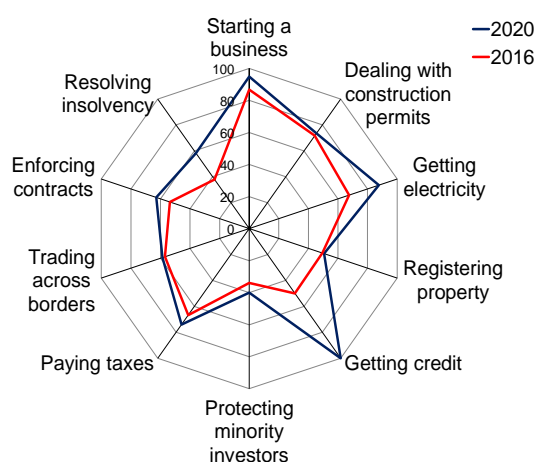 2020
2016
Starting a
business
Dealing with
construction
permits
Getting
electricity
Registering
property
Getting credit
Protecting
minority
investors
Paying taxes
Trading
across
borders
Enforcing
contracts
Resolving
insolvency
100
80
60
40
20
0